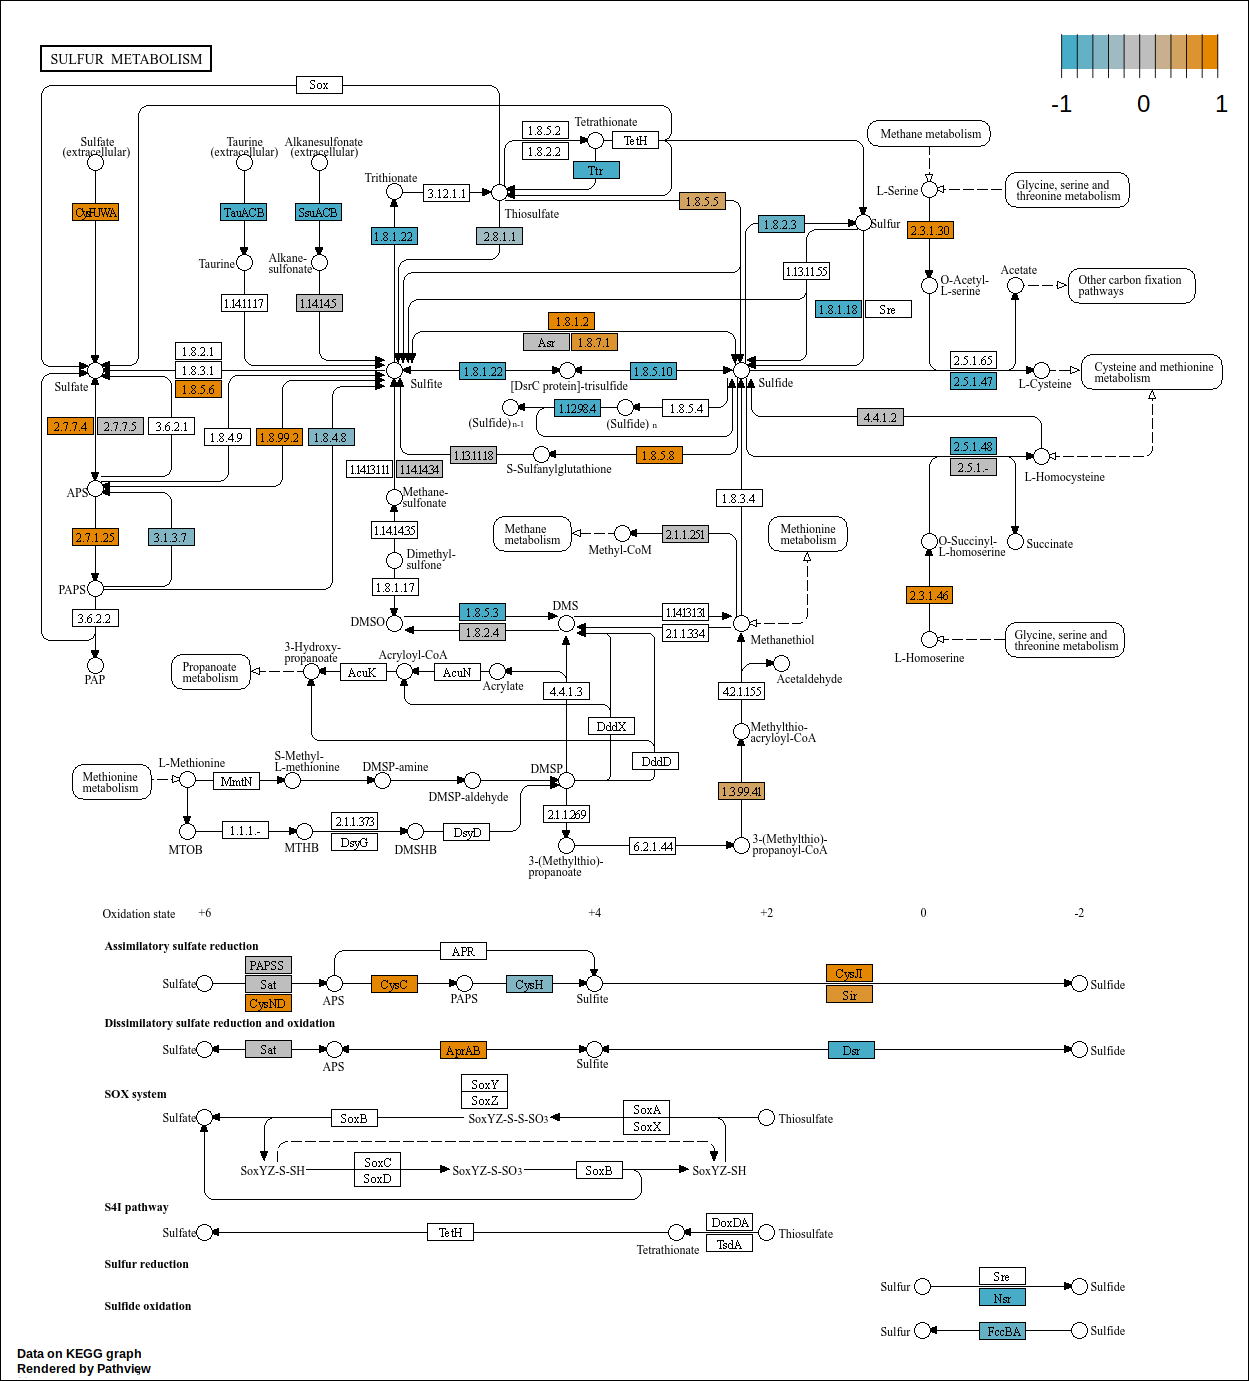 SULFUR METABOLISM
-1 0 1
Sox
Sulfate
(extracellular)
Taurine
(extracellular)
Alkanesulfonate
(extracellular)
Tetrathionate
1.8.5.2
1.8.2.2
TetH
Ttr
Methane metabolism
Trithionate
3.12.1.1
Thiosulfate
1.8.5.5
L-Serine
Glycine, serine and
threonine metabolism
TauACB
SsuACB
1.8.1.22
2.8.1.1
1.8.2.3
Sulfur
2.3.1.30
Taurine
Alkane-
sulfonate
1.13.11.55
O-Acetyl-
L-serine
Acetate
Other carbon fixation
pathways
1.14.11.17
1.14.14.5
1.8.1.18
Sre
1.8.1.2
Asr
1.8.7.1
1.8.2.1
1.8.3.1
1.8.5.6
Sulfate
Sulfite
1.8.1.22
[DsrC protein]-trisulfide
1.8.5.10
Sulfide
2.5.1.65
2.5.1.47
L-Cysteine
Cysteine and methionine
metabolism
(Sulfide) n-1
1.12.98.4
(Sulfide) n
1.8.5.4
4.4.1.2
2.7.7.4
2.7.7.5
3.6.2.1
1.8.4.9
1.8.99.2
1.8.4.8
1.13.11.18
S-Sulfanylglutathione
1.8.5.8
2.5.1.48
2.5.1.-
L-Homocysteine
1.14.13.111
1.14.14.34
APS
Methane-
sulfonate
1.8.3.4
2.7.1.25
3.1.3.7
1.14.14.35
Methane
metabolism
Methyl-CoM
2.1.1.251
Methionine
metabolism
O-Succinyl-
L-homoserine
Succinate
Dimethyl-
sulfone
PAPS
1.8.1.17
2.3.1.46
3.6.2.2
DMSO
1.8.5.3
1.8.2.4
DMS
1.14.13.131
2.1.1.334
Methanethiol
L-Homoserine
Glycine, serine and
threonine metabolism
PAP
Propanoate
metabolism
3-Hydroxy-
propanoate
AcuK
Acryloyl-CoA
AcuN
Acrylate
4.4.1.3
Acetaldehyde
4.2.1.155
DddX
Methylthio-
acryloyl-CoA
DddD
Methionine
metabolism
L-Methionine
MmtN
S-Methyl-
L-methionine
DMSP-amine
DMSP-aldehyde
DMSP
1.3.99.41
2.1.1.269
MTOB
1.1.1.-
MTHB
2.1.1.373
DsyG
DMSHB
DsyD
3-(Methylthio)-
propanoate
6.2.1.44
3-(Methylthio)-
propanoyl-CoA
Oxidation state +6 +4 +2 0 -2
Assimilatory sulfate reduction
APR
PAPSS
Sulfate Sat APS CysC PAPS CysH Sulfite CysJI Sulfide
CysND
Sir
Dissimilatory sulfate reduction and oxidation
Sulfate Sat APS AprAB Sulfite Dsr Sulfide
SOX system
SoxY
SoxZ
Sulfate SoxB SoxYZ-S-S-SO3 SoxA Thiosulfate
SoxX
SoxYZ-S-SH SoxC SoxYZ-S-SO3 SoxB SoxYZ-SH
SoxD
S4I pathway
Sulfate TetH Tetrathionate DoxDA Thiosulfate
TsdA
Sulfur reduction
Sulfur Sre Sulfide
Nsr
Sulfide oxidation
Sulfur FccBA Sulfide
Data on KEGG graph
Rendered by Pathview